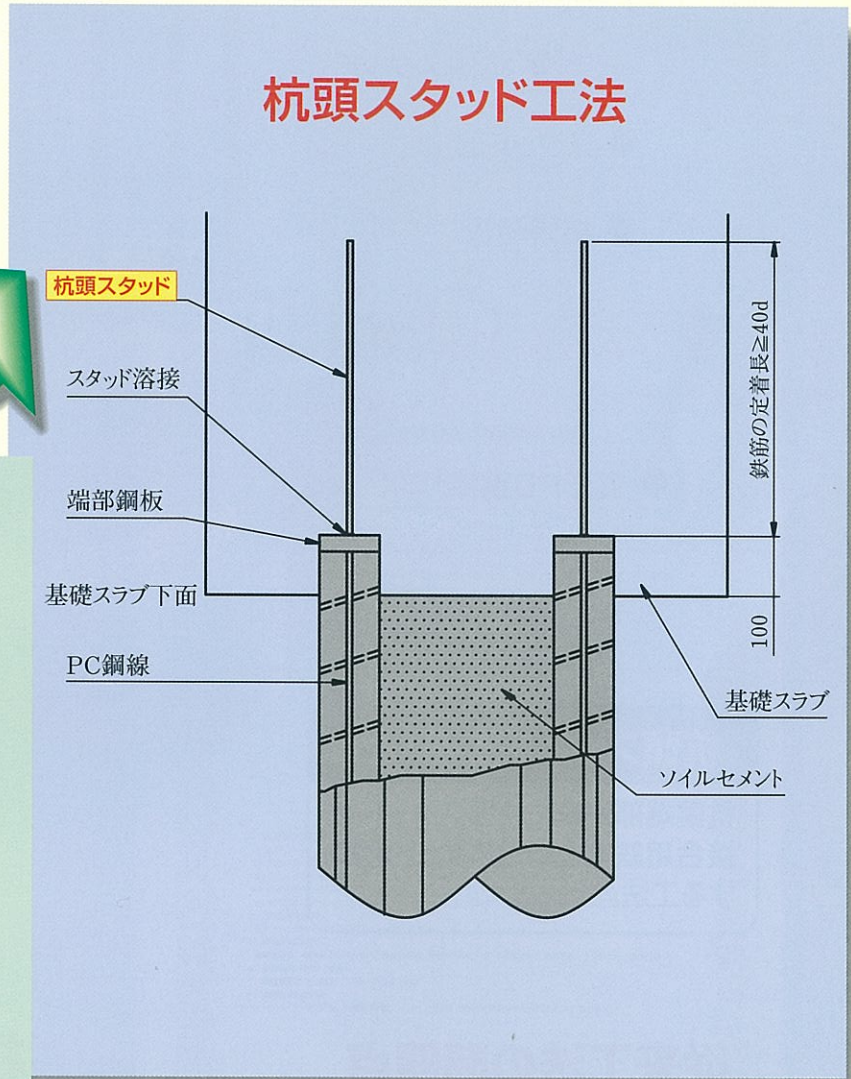 杭頭スタッド工法
杭頭スタッド
スタッド溶接
端部鋼板
基礎スラブ下面
PC鋼線
鉄筋の定着長≧40d
100
基礎スラブ
ソイルセメント